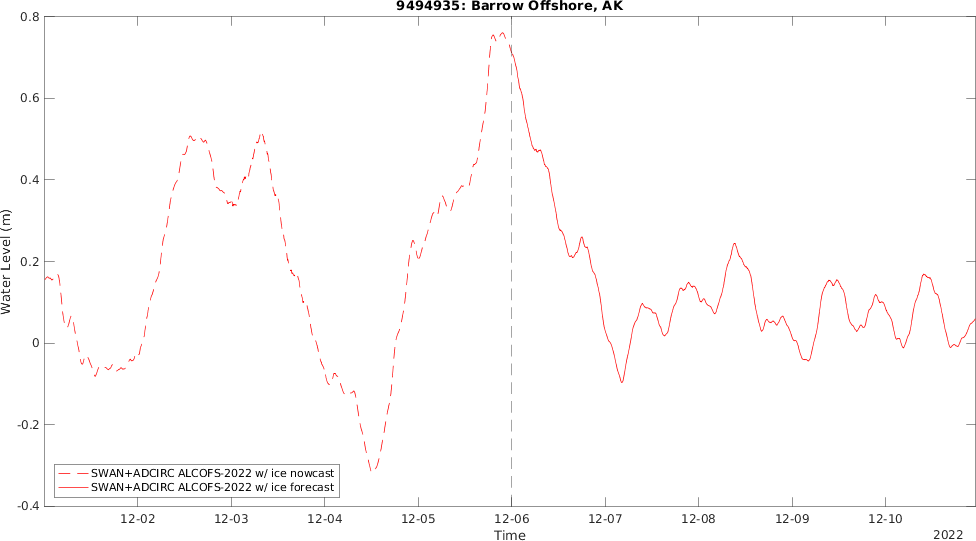 9494935: Barrow Offshore, AK
Water Level (m)
0.8
0.6
0.4
0.2
0
-0.2
-0.4
SWAN+ADCIRC ALCOFS-2022 w/ ice nowcast
SWAN+ADCIRC ALCOFS-2022 w/ ice forecast
12-02 12-03 12-04 12-05 12-06 12-07 12-08 12-09 12-10
Time
2022